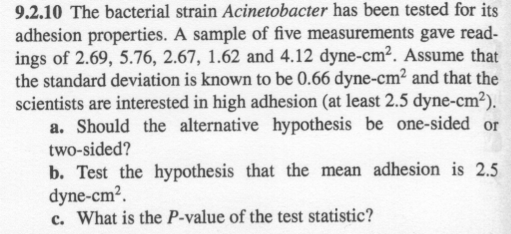 9.2.10 The bacterial strain Acinetobacter has been tested for its
adhesion properties. A sample of five measurements gave read-
ings of 2.69, 5.76, 2.67, 1.62 and 4.12 dyne-cm². Assume that
the standard deviation is known to be 0.66 dyne-cm² and that the
scientists are interested in high adhesion (at least 2.5 dyne-cm²).
a. Should the alternative hypothesis be one-sided or
two-sided?
b. Test the hypothesis that the mean adhesion is 2.5
dyne-cm².
c. What is the P-value of the test statistic?